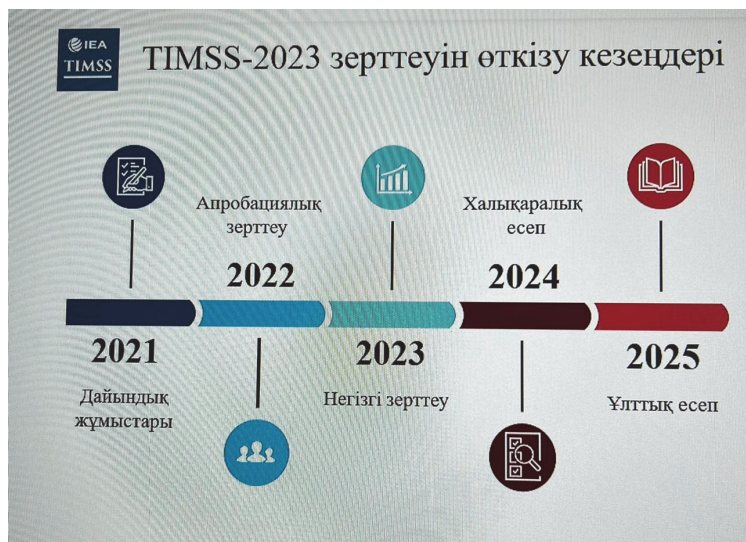 IEA
TIMSS
TIMSS-2023 зерттеуін өткізу кезеңдері
2021
Дайындық
жұмыстары
Апробациялық
зерттеу
2022
2023
Негізгі зерттеу
Халықаралық
есеп
2024
2025
Ұлттық есеп